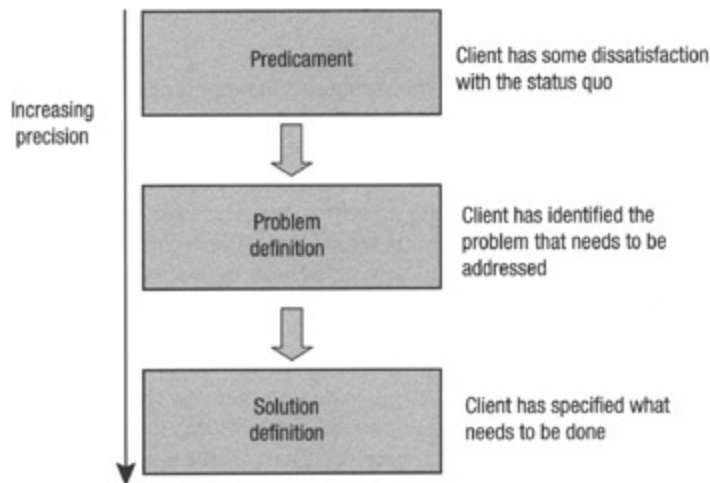 Increasing
precision
Predicament
Client has some dissatisfaction
with the status quo
Problem
definition
Client has identified the
problem that needs to be
addressed
Solution
definition
Client has specified what
needs to be done